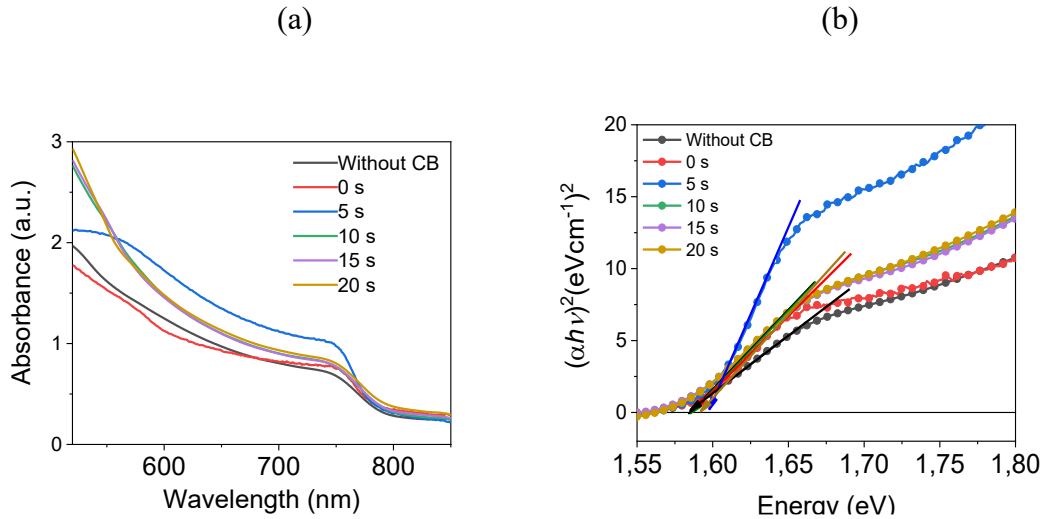 (a)
(b)
3
2
1
0
Absorbance (a.u.)
Without CB
0 s
5 s
10 s
15 s
20 s
600
700
800
Wavelength (nm)
20
15
10
5
0
(αhν)²(eVcm⁻¹)²
Without CB
0 s
5 s
10 s
15 s
20 s
1,55
1,60
1,65
1,70
1,75
1,80
Energy (eV)